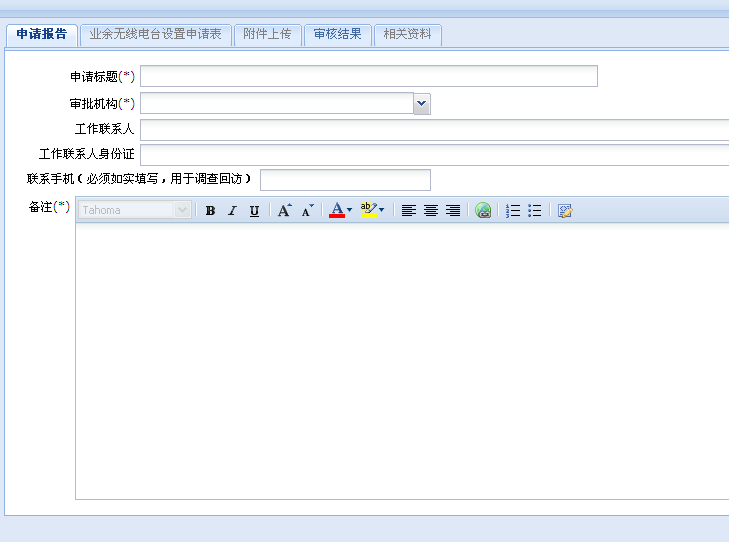 申请报告 业余无线电台设置申请表 附件上传 审核结果 相关资料
申请标题(*)
审批机构(*)
工作联系人
工作联系人身份证
联系手机（必须如实填写，用于调查回访）
备注(*) Tahoma B I U A A A ab